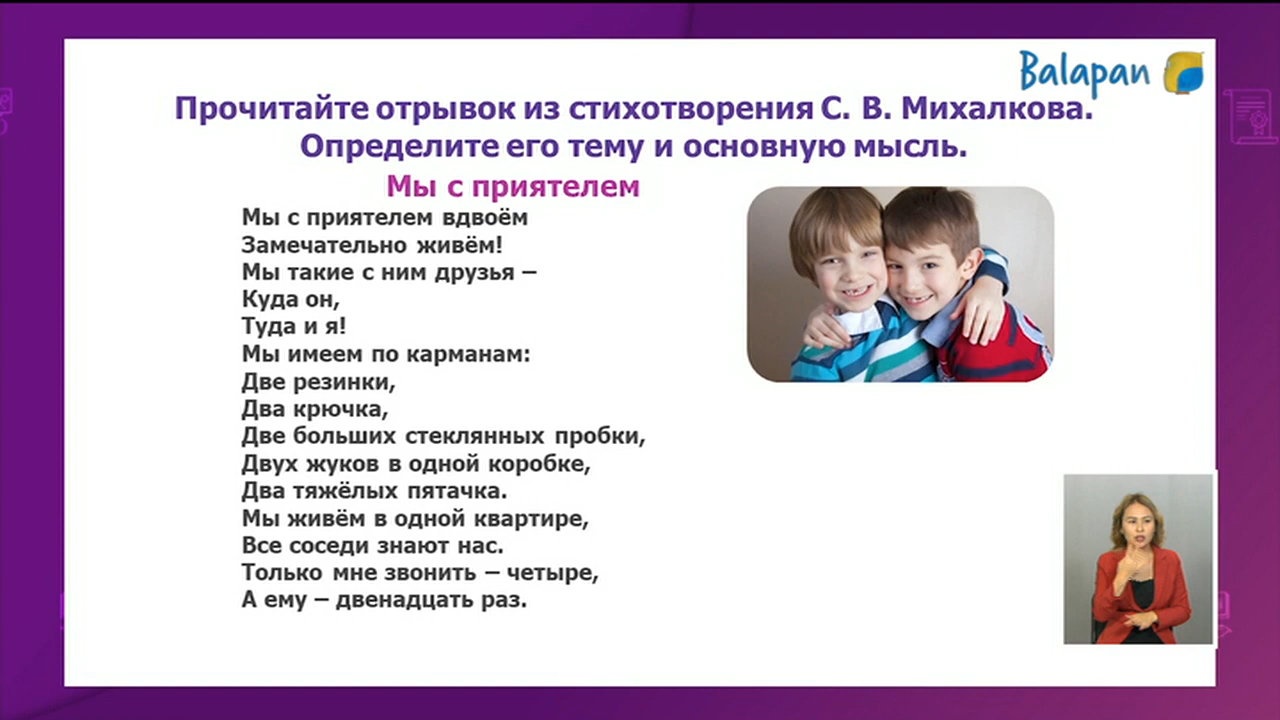 Balapan
Прочитайте отрывок из стихотворения С. В. Михалкова.
Определите его тему и основную мысль.
Мы с приятелем
Мы с приятелем вдвоём
Замечательно живём!
Мы такие с ним друзья –
Куда он,
Туда и я!
Мы имеем по карманам:
Две резинки,
Два крючка,
Две больших стеклянных пробки,
Двух жуков в одной коробке,
Два тяжёлых пятачка.
Мы живём в одной квартире,
Все соседи знают нас.
Только мне звонить – четыре,
А ему – двенадцать раз.